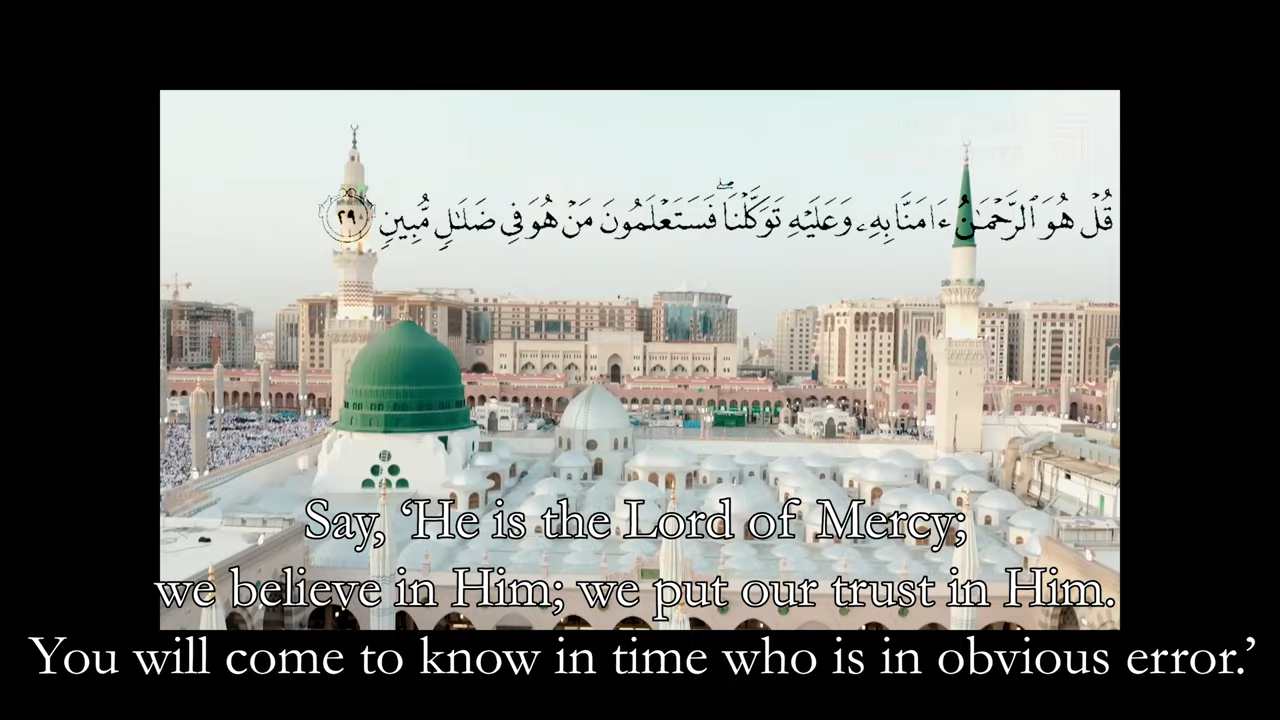 قُلْ هُوَ ٱلرَّحْمَـٰنُ ءَامَنَّا بِهِۦ وَعَلَيْهِ تَوَكَّلْنَا ۖ فَسَتَعْلَمُونَ مَنْ هُوَ فِى ضَلَـٰلٍ مُّبِينٍ ٢٩
Say, ‘He is the Lord of Mercy;
we believe in Him; we put our trust in Him.
You will come to know in time who is in obvious error.’